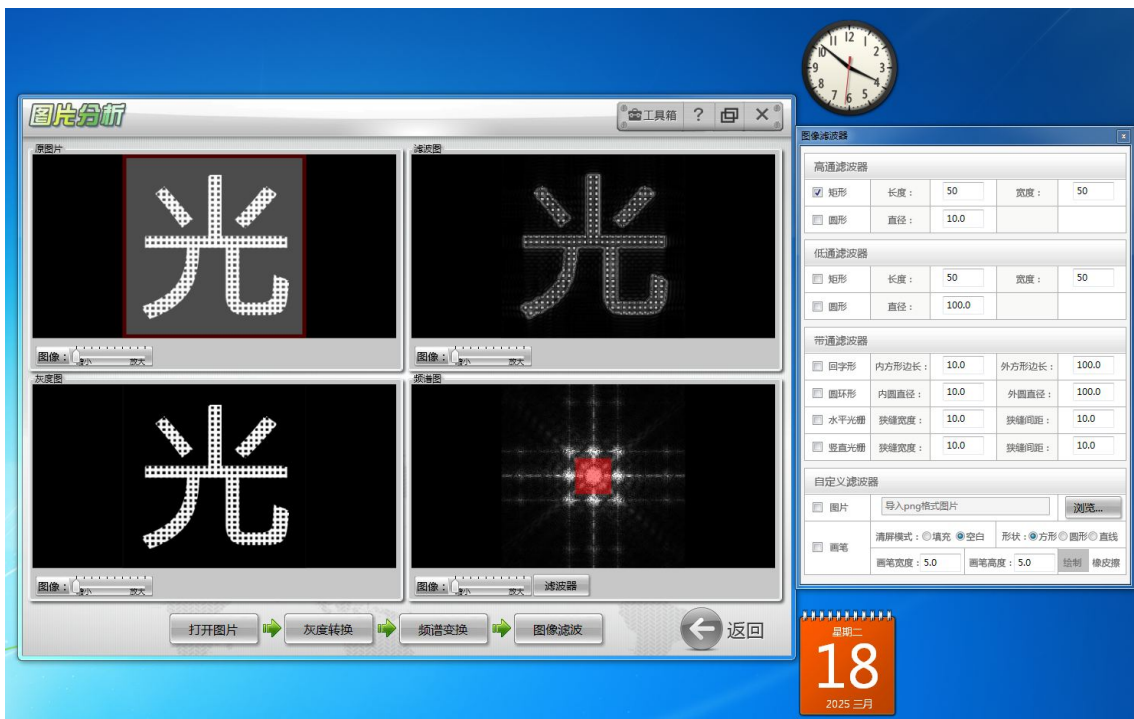 12
1
2
3
4
5
6
7
8
9
10
11
图片分析
工具箱 ?
原图片
光
图像： 缩小 放大
滤波图
光
图像： 缩小 放大
灰度图
光
图像： 缩小 放大
频谱图
图像： 缩小 放大 滤波器
打开图片 灰度转换 频谱变换 图像滤波 返回
图像滤波器
高通滤波器
矩形 长度： 50 宽度： 50
圆形 直径： 10.0
低通滤波器
矩形 长度： 50 宽度： 50
圆形 直径： 100.0
带通滤波器
回字形 内方形边长： 10.0 外方形边长： 100.0
圆环形 内圆直径： 10.0 外圆直径： 100.0
水平光栅 狭缝宽度： 10.0 狭缝间距： 10.0
竖直光栅 狭缝宽度： 10.0 狭缝间距： 10.0
自定义滤波器
图片 导入png格式图片 浏览...
画笔 清屏模式： 填充 空白 形状： 方形 圆形 直线
画笔宽度： 5.0 画笔高度： 5.0 绘制 橡皮擦
星期二
18
2025 三月